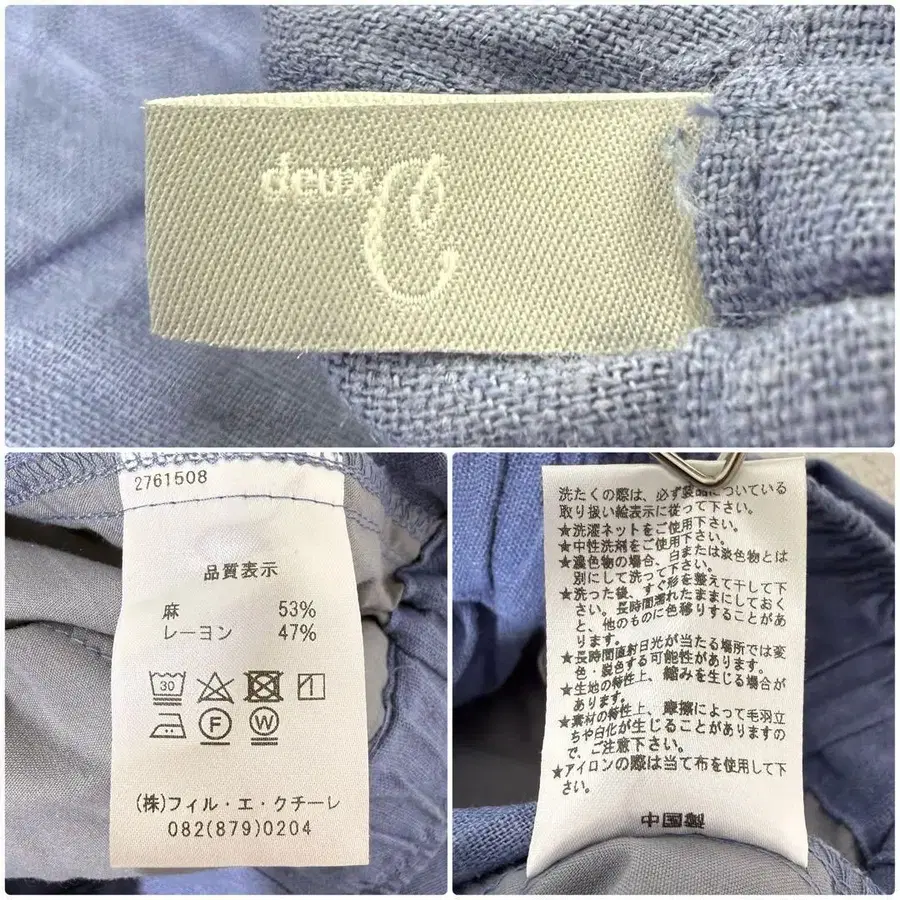 deux C
2761508
品質表示
麻 53%
レーヨン 47%
30
F W
(株)フィル・エ・クチーレ
082(879)0204
洗たくの際は、必ず製品についている
取り扱い絵表示に従って下さい。
★洗濯ネットをご使用下さい。
★中性洗剤をご使用下さい。
★濃色物の場合、白または淡色物とは
別にして洗って下さい。
★洗った後、すぐ形を整えて干して下
さい。長時間濡れたままにしておく
と、他のものに色移りすることがあ
ります。
★長時間直射日光が当たる場所では変
色・脱色する可能性があります。
★生地の特性上、縮みを生じる場合が
あります。
★素材の特性上、摩擦によって毛羽立
ちや白化が生じることがありますの
で、ご注意下さい。
★アイロンの際は当て布を使用して下
さい。
中国製